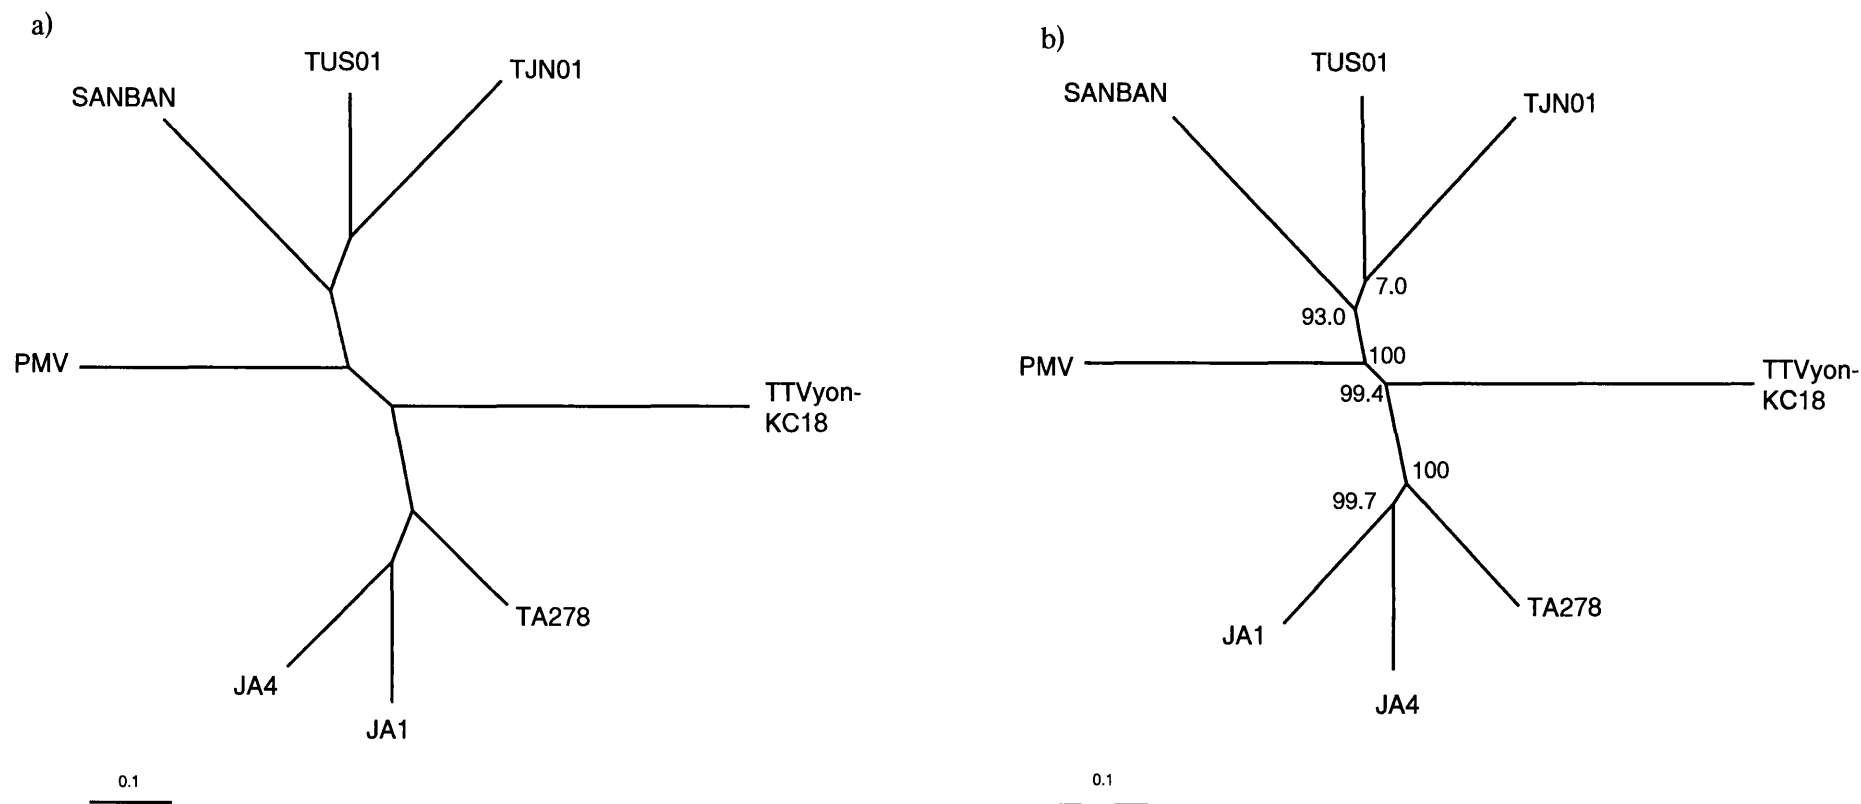 a)
TUS01
TJN01
SANBAN
PMV
TTVyon-
KC18
TA278
JA4
JA1
0.1
b)
TUS01
SANBAN
TJN01
7.0
93.0
100
PMV
99.4
TTVyon-
KC18
100
99.7
TA278
JA1
JA4
0.1